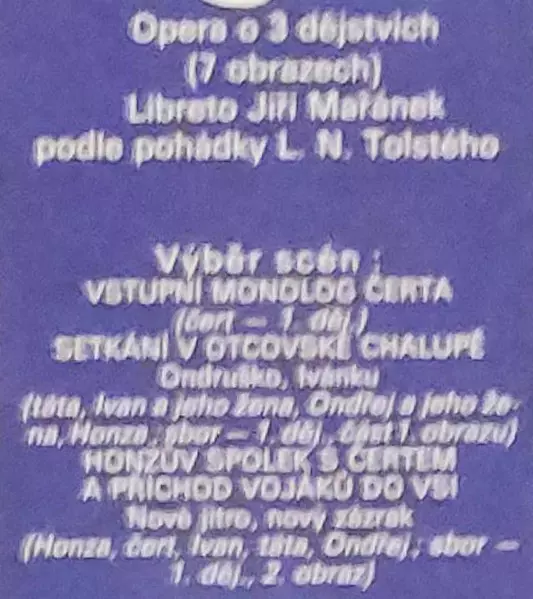 Opera o 3 dějstvích
(7 obrazech)
Libreto Jiří Mařánek
podle pohádky L. N. Tolstého
Výběr scén :
VSTUPNÍ MONOLOG ČERTA
(čert – 1. děj.)
SETKÁNÍ V OTCOVSKÉ CHALUPĚ
Ondruško, Ivánku
(táta, Ivan a jeho žena, Ondřej a jeho že-
na, Honza, sbor – 1. děj., část 1. obrazu)
HONZŮV SPOLEK S ČERTEM
A PŘÍCHOD VOJÁKŮ DO VSI
Nové jitro, nový zázrak
(Honza, čert, Ivan, táta, Ondřej; sbor –
1. děj., 2. obraz)